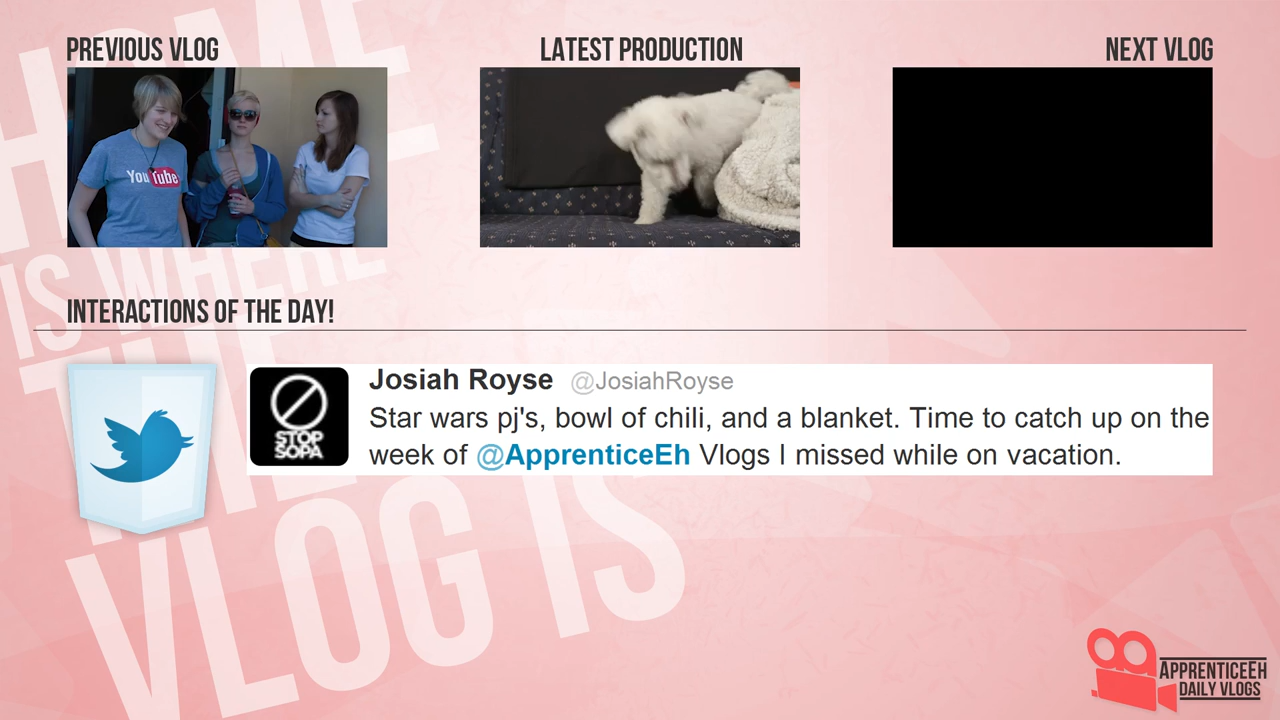 PREVIOUS VLOG
LATEST PRODUCTION
NEXT VLOG
You Tube
INTERACTIONS OF THE DAY!
STOP
SOPA
Josiah Royse @JosiahRoyse
Star wars pj's, bowl of chili, and a blanket. Time to catch up on the
week of @ApprenticeEh Vlogs I missed while on vacation.
HOME
IS WHERE
THE
VLOG IS
APPRENTICEEH
DAILY VLOGS